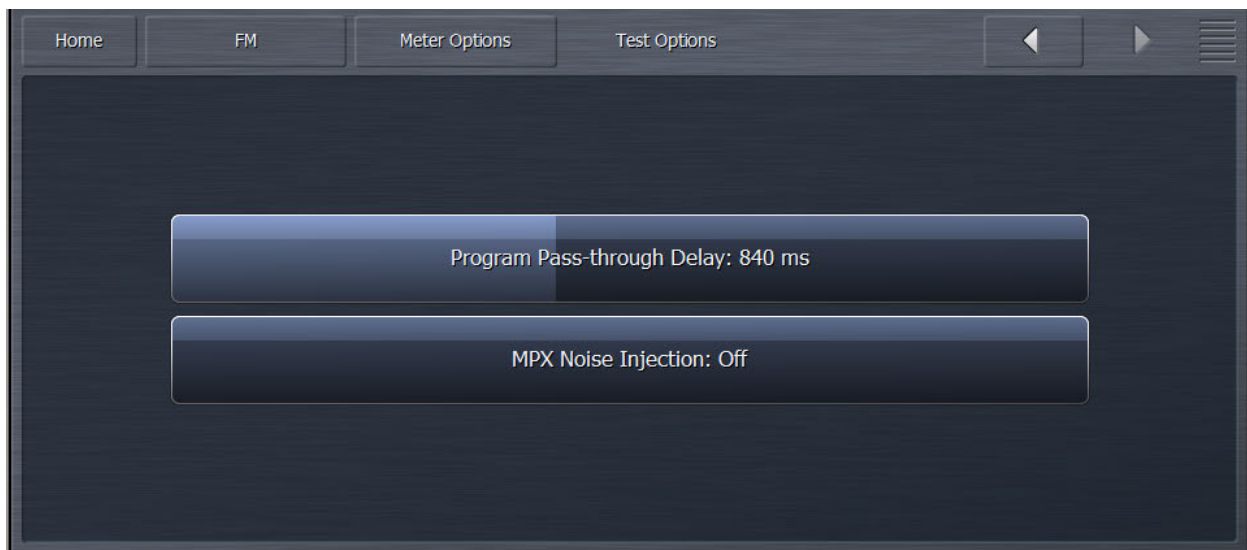 Home FM Meter Options Test Options
Program Pass-through Delay: 840 ms
MPX Noise Injection: Off